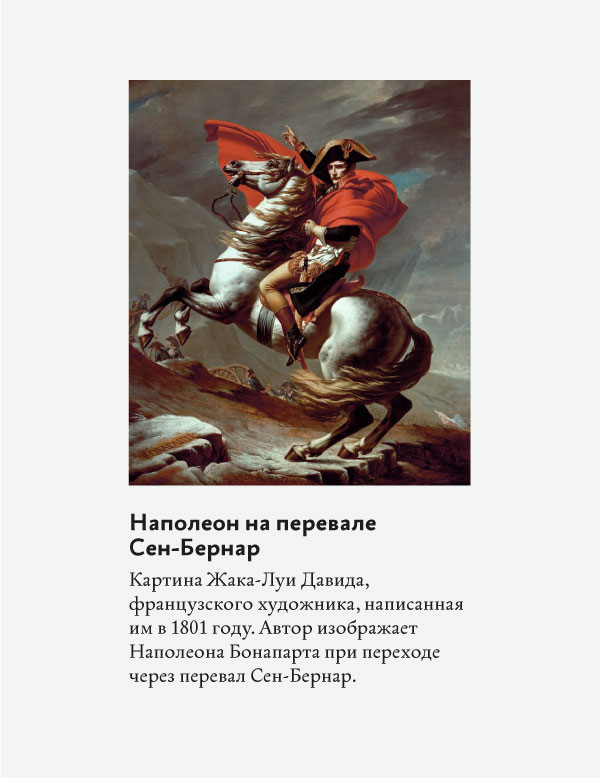 Наполеон на перевале
Сен-Бернар
Картина Жака-Луи Давида,
французского художника, написанная
им в 1801 году. Автор изображает
Наполеона Бонапарта при переходе
через перевал Сен-Бернар.